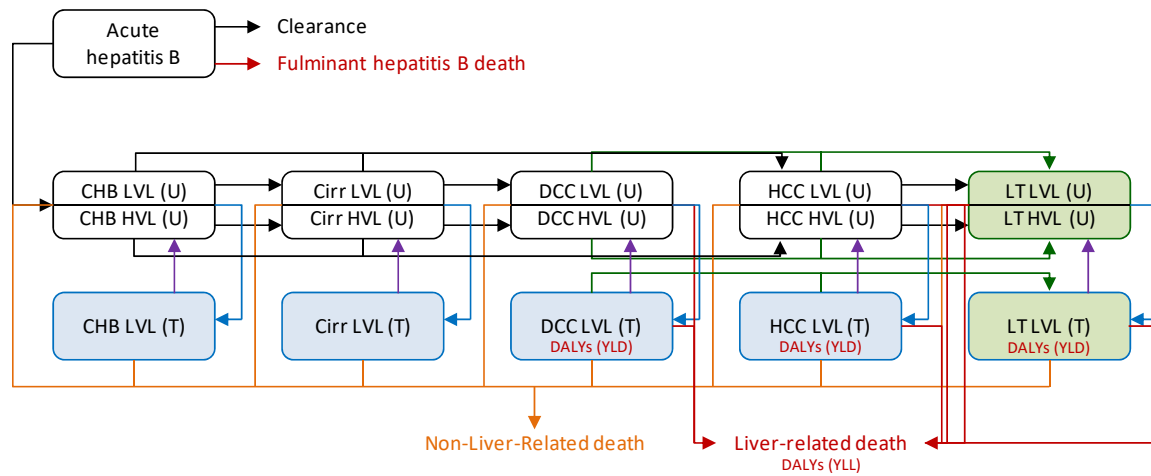 Acute
hepatitis B
Clearance
Fulminant hepatitis B death
CHB LVL (U)
CHB HVL (U)
Cirr LVL (U)
Cirr HVL (U)
DCC LVL (U)
DCC HVL (U)
HCC LVL (U)
HCC HVL (U)
LT LVL (U)
LT HVL (U)
CHB LVL (T)
Cirr LVL (T)
DCC LVL (T)
DALYs (YLD)
HCC LVL (T)
DALYs (YLD)
LT LVL (T)
DALYs (YLD)
Non-Liver-Related death
Liver-related death
DALYs (YLL)